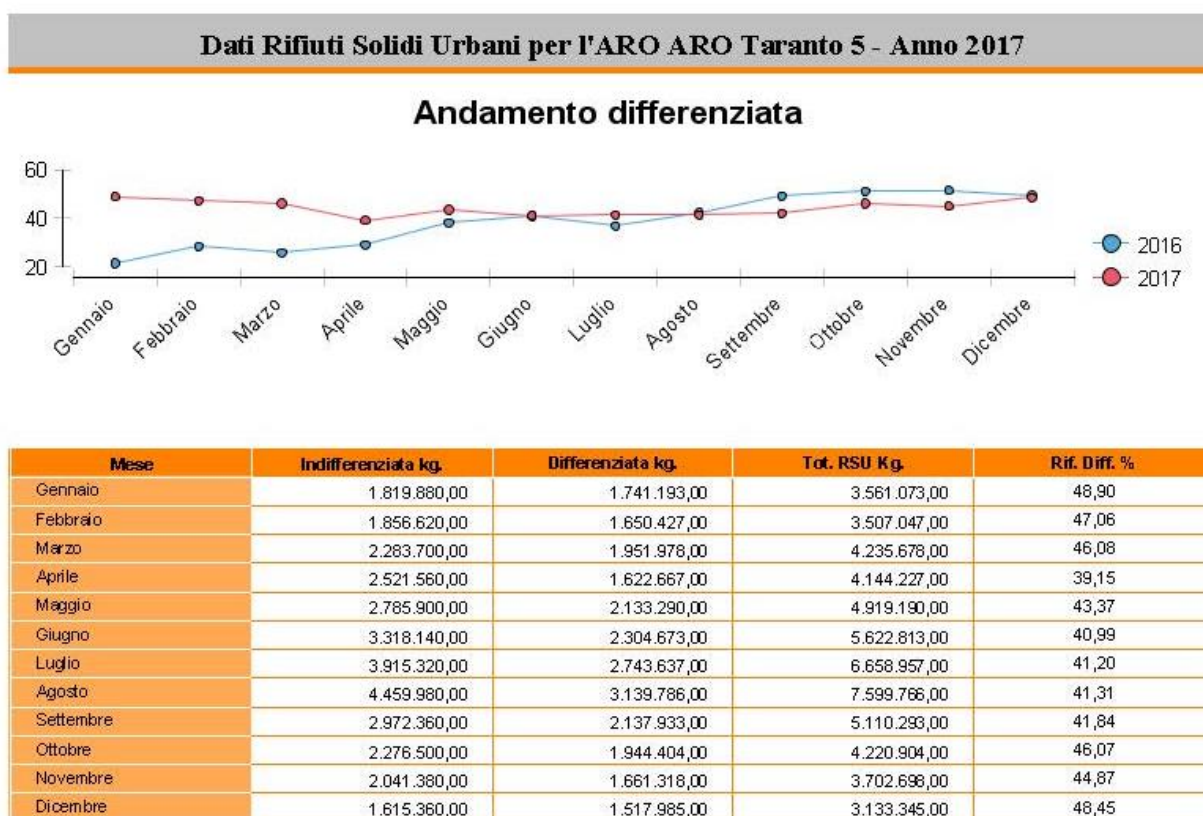 Dati Rifiuti Solidi Urbani per l'ARO ARO Taranto 5 - Anno 2017
Andamento differenziata
60
40
20
2016
2017
Gennaio Febbraio Marzo Aprile Maggio Giugno Luglio Agosto Settembre Ottobre Novembre Dicembre
Mese Indifferenziata kg. Differenziata kg. Tot. RSU Kg. Rif. Diff. %
Gennaio 1.819.880,00 1.741.193,00 3.561.073,00 48,90
Febbraio 1.856.620,00 1.650.427,00 3.507.047,00 47,06
Marzo 2.283.700,00 1.951.978,00 4.235.678,00 46,08
Aprile 2.521.560,00 1.622.667,00 4.144.227,00 39,15
Maggio 2.785.900,00 2.133.290,00 4.919.190,00 43,37
Giugno 3.318.140,00 2.304.673,00 5.622.813,00 40,99
Luglio 3.915.320,00 2.743.637,00 6.658.957,00 41,20
Agosto 4.459.980,00 3.139.786,00 7.599.766,00 41,31
Settembre 2.972.360,00 2.137.933,00 5.110.293,00 41,84
Ottobre 2.276.500,00 1.944.404,00 4.220.904,00 46,07
Novembre 2.041.380,00 1.661.318,00 3.702.698,00 44,87
Dicembre 1.615.360,00 1.517.985,00 3.133.345,00 48,45